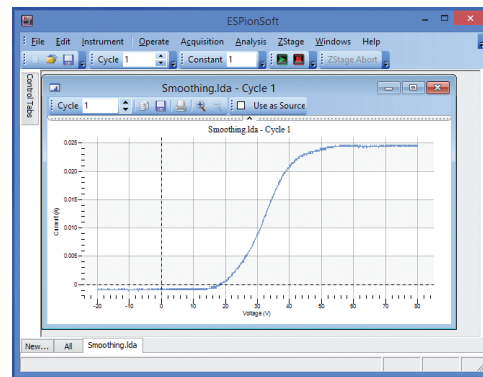 ESPionSoft
File Edit Instrument Operate Acquisition Analysis ZStage Windows Help
Cycle 1 Constant 1 ZStage Abort
Control Tabs
Smoothing.lda - Cycle 1
Cycle 1 Use as Source
Smoothing.lda - Cycle 1
0.025
0.020
0.015
0.010
0.005
0
Current (A)
-20 -10 0 10 20 30 40 50 60 70 80
Voltage (V)
New... All Smoothing.lda